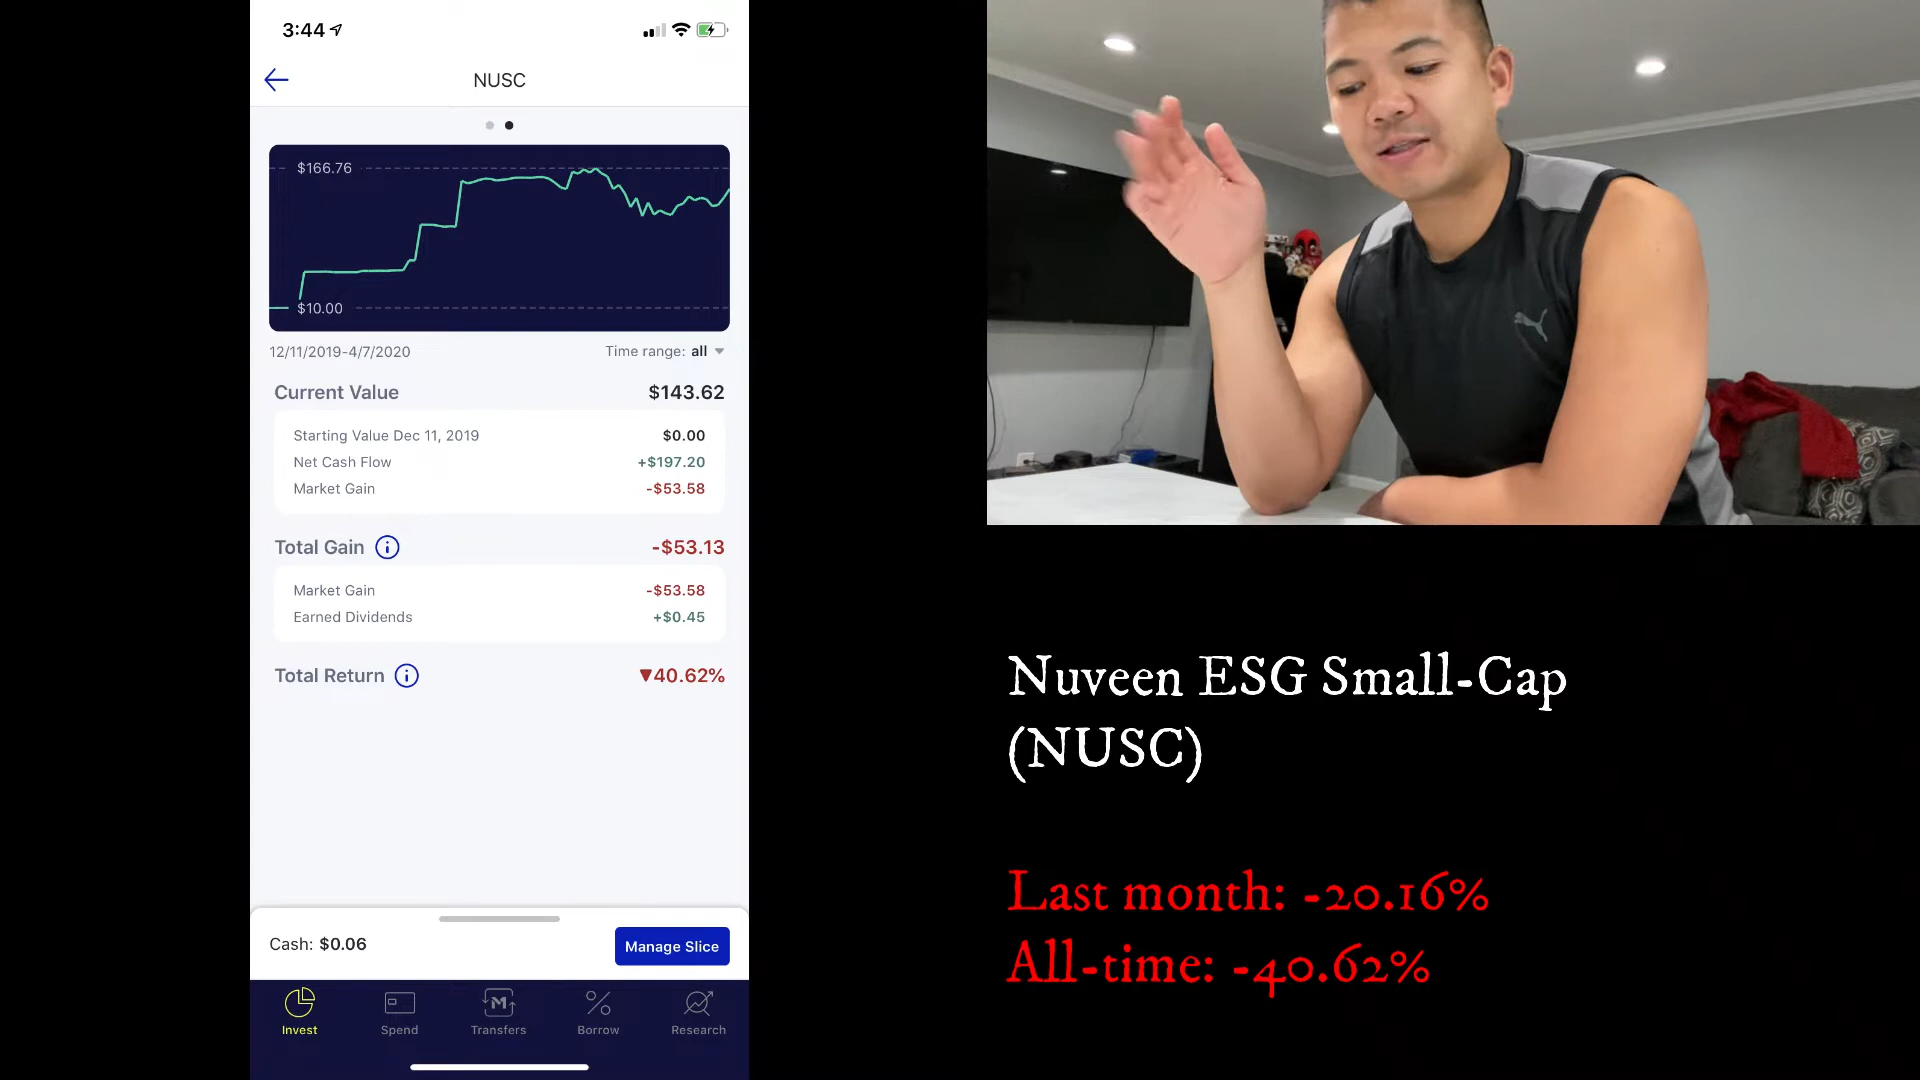 3:44
NUSC
$166.76
$10.00
12/11/2019-4/7/2020
Time range: all
Current Value $143.62
Starting Value Dec 11, 2019 $0.00
Net Cash Flow +$197.20
Market Gain -$53.58
Total Gain -$53.13
Market Gain -$53.58
Earned Dividends +$0.45
Total Return ▼40.62%
Cash: $0.06
Manage Slice
Invest Spend Transfers Borrow Research
Nuveen ESG Small-Cap
(NUSC)
Last month: -20.16%
All-time: -40.62%